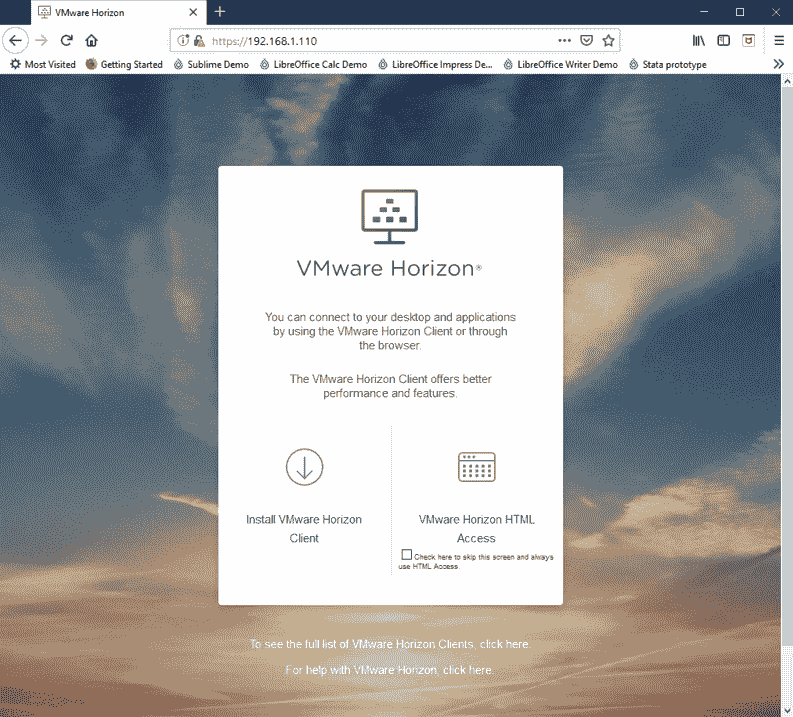 VMware Horizon
https://192.168.1.110
Most Visited Getting Started Sublime Demo LibreOffice Calc Demo LibreOffice Impress De... LibreOffice Writer Demo Stata prototype
VMware Horizon®
You can connect to your desktop and applications
by using the VMware Horizon Client or through
the browser.
The VMware Horizon Client offers better
performance and features.
Install VMware Horizon
Client
VMware Horizon HTML
Access
Check here to skip this screen and always
use HTML Access.
To see the full list of VMware Horizon Clients, click here.
For help with VMware Horizon, click here.